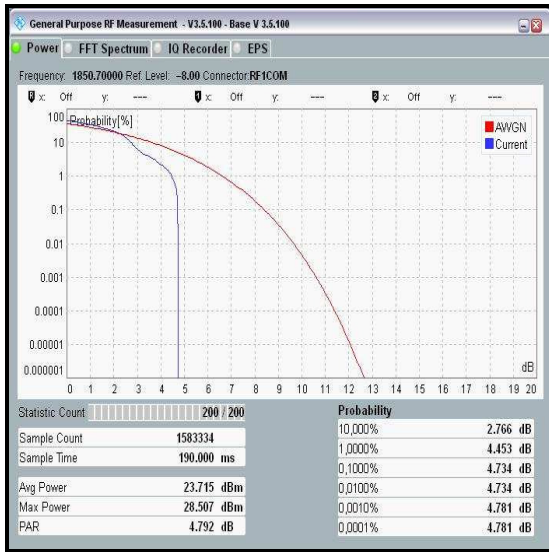 General Purpose RF Measurement - V3.5.100 - Base V 3.5.100
Power FFT Spectrum IQ Recorder EPS
Frequency: 1850.70000 Ref. Level: -8.00 Connector:RF1COM
x: Off y: --- x: Off y: --- x: Off y: ---
Probability[%]
AWGN
Current
100
10
1
0.1
0.01
0.001
0.0001
0.00001
0.000001
dB
0 1 2 3 4 5 6 7 8 9 10 11 12 13 14 15 16 17 18 19 20
Statistic Count 200 / 200
Sample Count 1583334
Sample Time 190.000 ms
Avg Power 23.715 dBm
Max Power 28.507 dBm
PAR 4.792 dB
Probability
10,000% 2.766 dB
1,0000% 4.453 dB
0,1000% 4.734 dB
0,0100% 4.734 dB
0,0010% 4.781 dB
0,0001% 4.781 dB